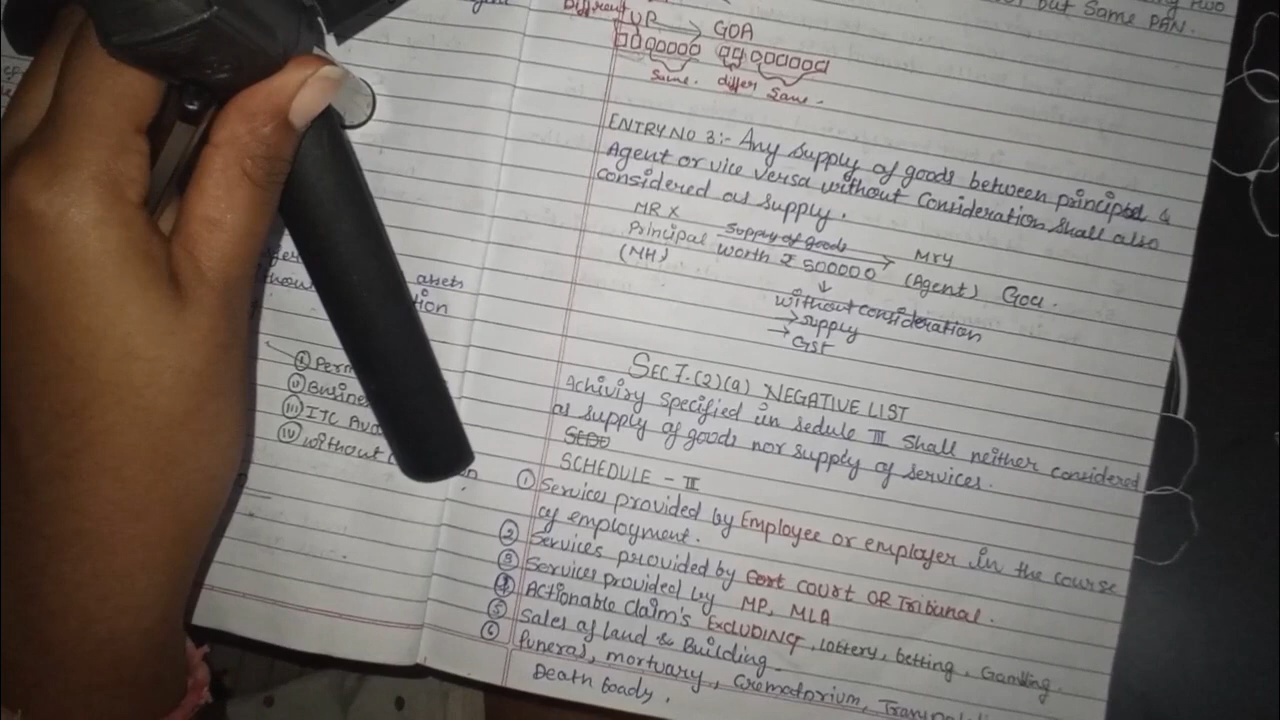 two
but Same PAN.
Different
UP → GOA
Same. differ Same.
ENTRY NO 3:- Any supply of goods between principal &
Agent or vice versa without consideration shall also
considered as supply.
MR X
Principal
(MH)
Supply of goods
worth ₹ 500000
Mr Y
(Agent) Goa.
↓
without consideration
→ supply
→ GST
assets
tion
(i) Perm
(ii) Busine
(iii) ITC Ava
(iv) without
SEC 7.(2)(a) NEGATIVE LIST
Achivity specified in sedule III shall neither considered
as supply of goods nor supply of services.
SCHEDULE - III
① Services provided by Employee or employer in the course
of employment.
② Services provided by COURT OR Tribunal.
③ Services provided by MP, MLA
④ Actionable claim's EXCLUDING, lottery, betting, Gambling.
⑤ Sales of land & Building
⑥ funeral, mortuary, Crematorium,
Death boady.